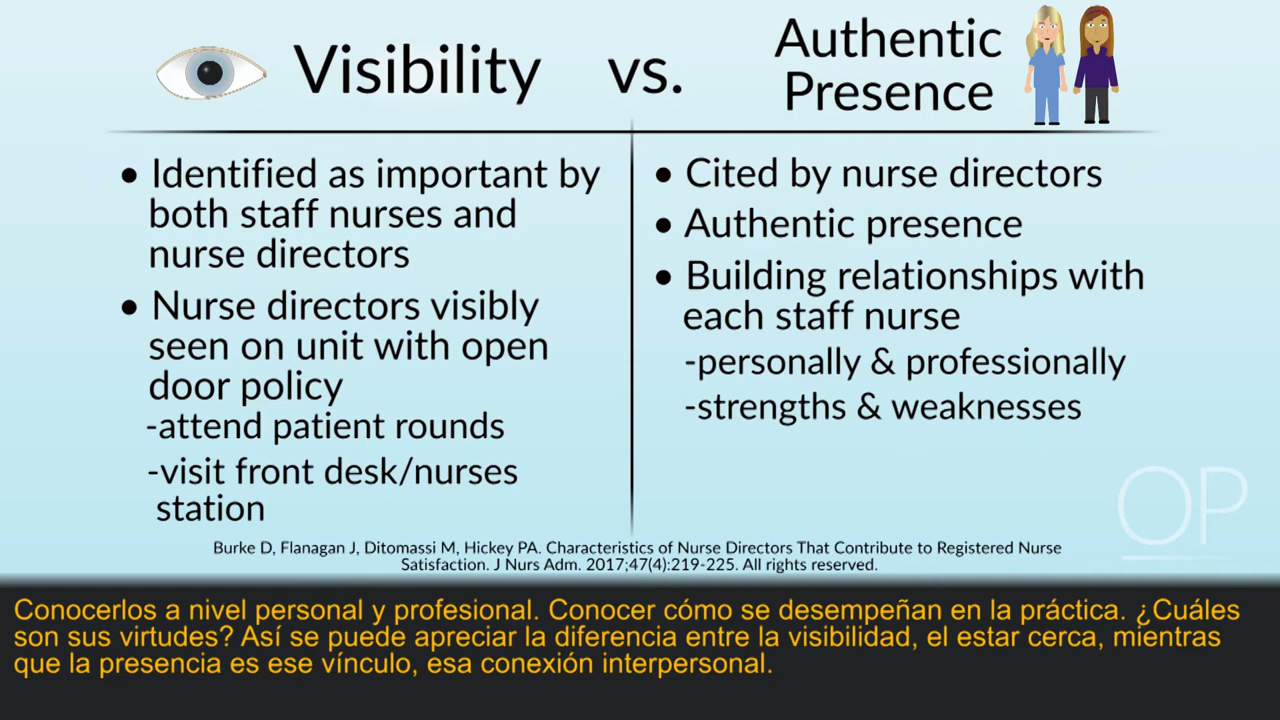 Visibility vs. Authentic
Presence
• Identified as important by
both staff nurses and
nurse directors
• Nurse directors visibly
seen on unit with open
door policy
-attend patient rounds
-visit front desk/nurses
station
• Cited by nurse directors
• Authentic presence
• Building relationships with
each staff nurse
-personally & professionally
-strengths & weaknesses
OP
Burke D, Flanagan J, Ditomassi M, Hickey PA. Characteristics of Nurse Directors That Contribute to Registered Nurse
Satisfaction. J Nurs Adm. 2017;47(4):219-225. All rights reserved.
Conocerlos a nivel personal y profesional. Conocer cómo se desempeñan en la práctica. ¿Cuáles
son sus virtudes? Así se puede apreciar la diferencia entre la visibilidad, el estar cerca, mientras
que la presencia es ese vínculo, esa conexión interpersonal.